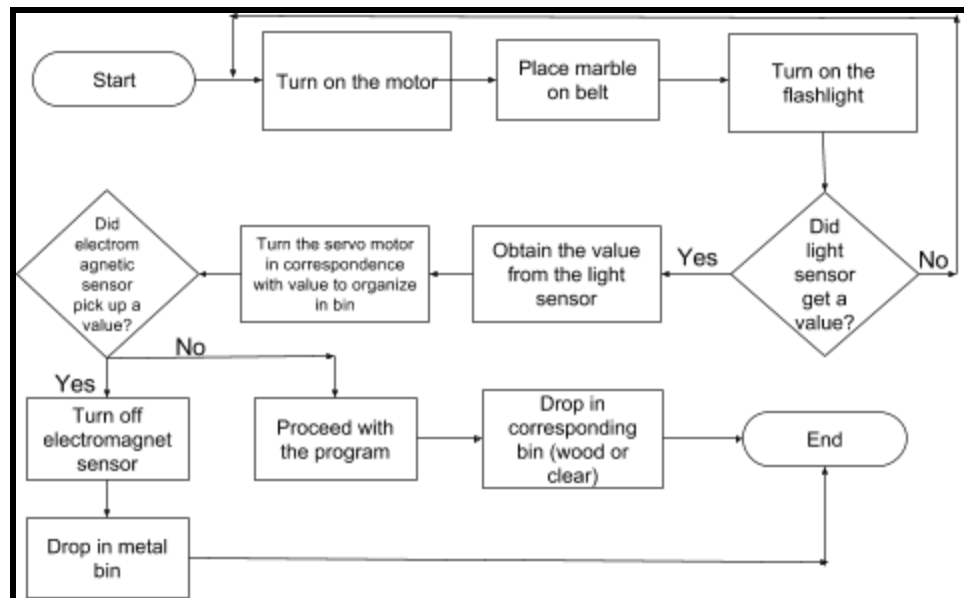 Start
Turn on the motor
Place marble
on belt
Turn on the
flashlight
Did
light
sensor
get a
value?
No
Yes
Obtain the value
from the light
sensor
Turn the servo motor
in correspondence
with value to organize
in bin
Did
electrom
agnetic
sensor
pick up a
value?
No
Yes
Turn off
electromagnet
sensor
Drop in metal
bin
Proceed with
the program
Drop in
corresponding
bin (wood or
clear)
End